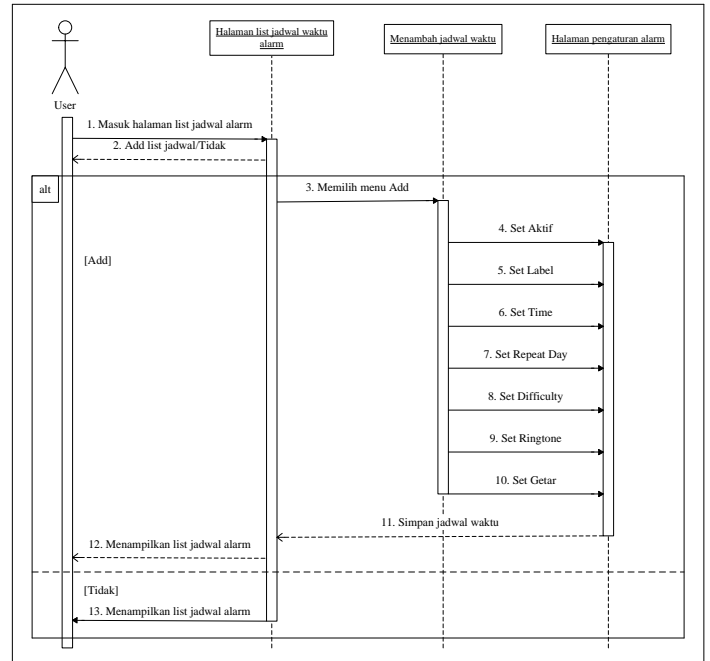 Halaman list jadwal waktu
alarm
Menambah jadwal waktu
Halaman pengaturan alarm
User
1. Masuk halaman list jadwal alarm
2. Add list jadwal/Tidak
alt
3. Memilih menu Add
4. Set Aktif
[Add]
5. Set Label
6. Set Time
7. Set Repeat Day
8. Set Difficulty
9. Set Ringtone
10. Set Getar
11. Simpan jadwal waktu
12. Menampilkan list jadwal alarm
[Tidak]
13. Menampilkan list jadwal alarm